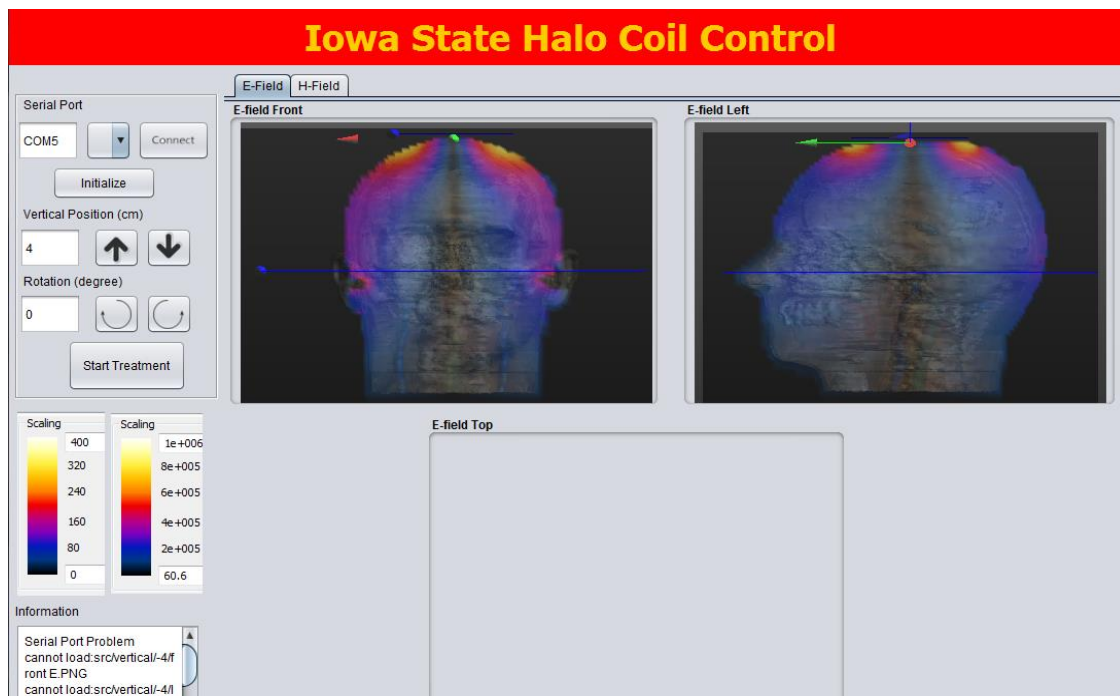 Iowa State Halo Coil Control
E-Field H-Field
Serial Port
COM5 Connect
Initialize
Vertical Position (cm)
4
Rotation (degree)
0
Start Treatment
E-field Front
E-field Left
E-field Top
Scaling
400
320
240
160
80
0
Scaling
1e+006
8e+005
6e+005
4e+005
2e+005
60.6
Information
Serial Port Problem
cannot load:src/vertical/-4/f
ront E.PNG
cannot load:src/vertical/-4/l